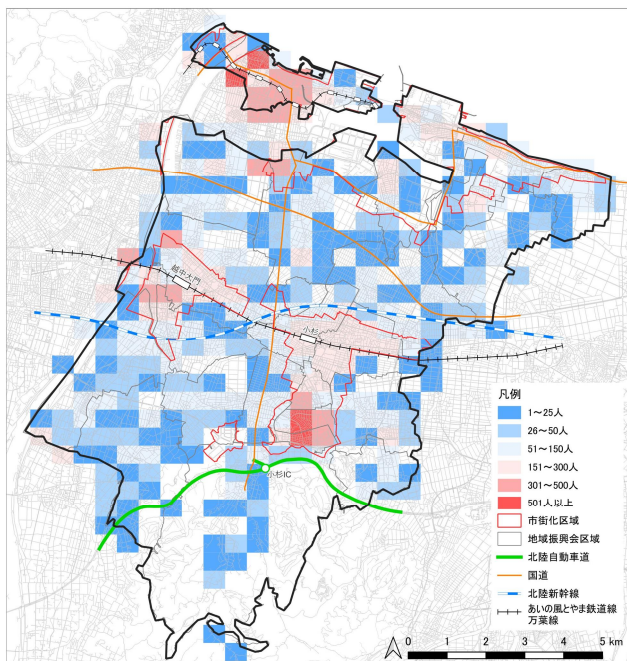 越中大門
小杉
小杉IC
凡例
1～25人
26～50人
51～150人
151～300人
301～500人
501人以上
市街化区域
地域振興会区域
北陸自動車道
国道
北陸新幹線
あいの風とやま鉄道線
万葉線
0 1 2 3 4 5 km